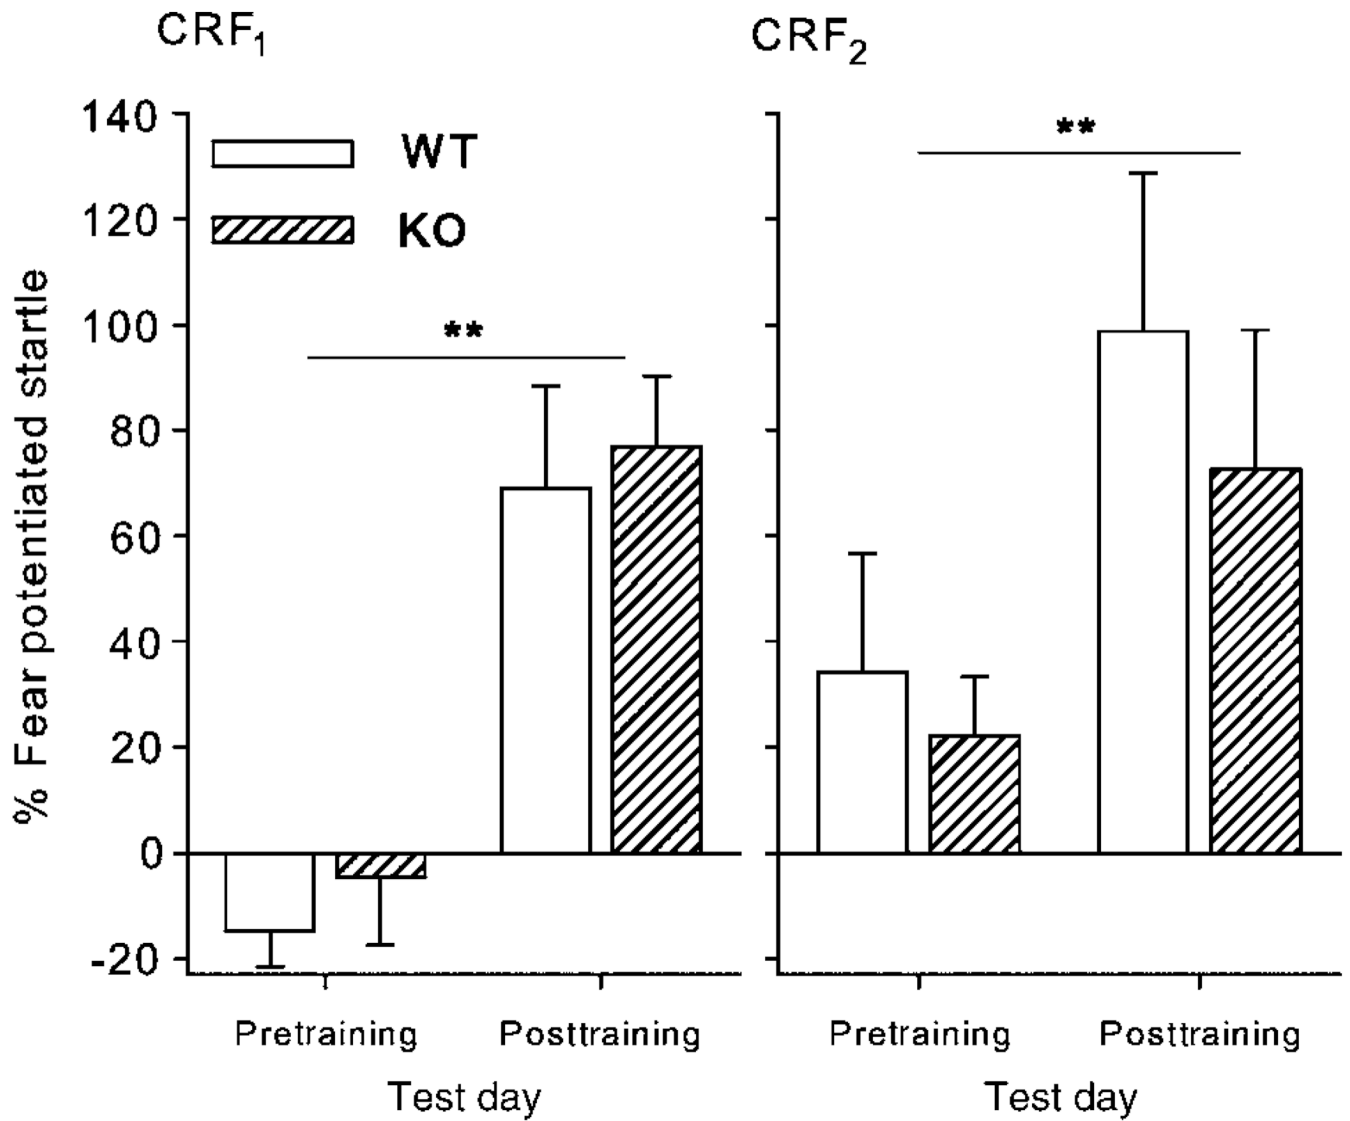 CRF1
CRF2
140
120
100
80
60
40
20
0
-20
% Fear potentiated startle
WT
KO
**
**
Pretraining
Posttraining
Pretraining
Posttraining
Test day
Test day